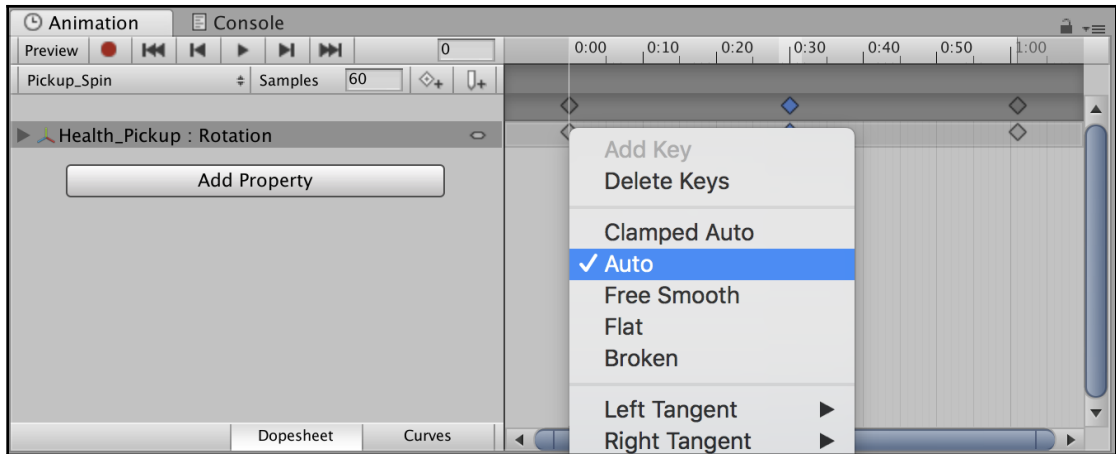 Animation Console
Preview 0 0:00 0:10 0:20 0:30 0:40 0:50 1:00
Pickup_Spin Samples 60
Health_Pickup : Rotation
Add Property
Add Key
Delete Keys
Clamped Auto
✓ Auto
Free Smooth
Flat
Broken
Left Tangent
Right Tangent
Dopesheet Curves